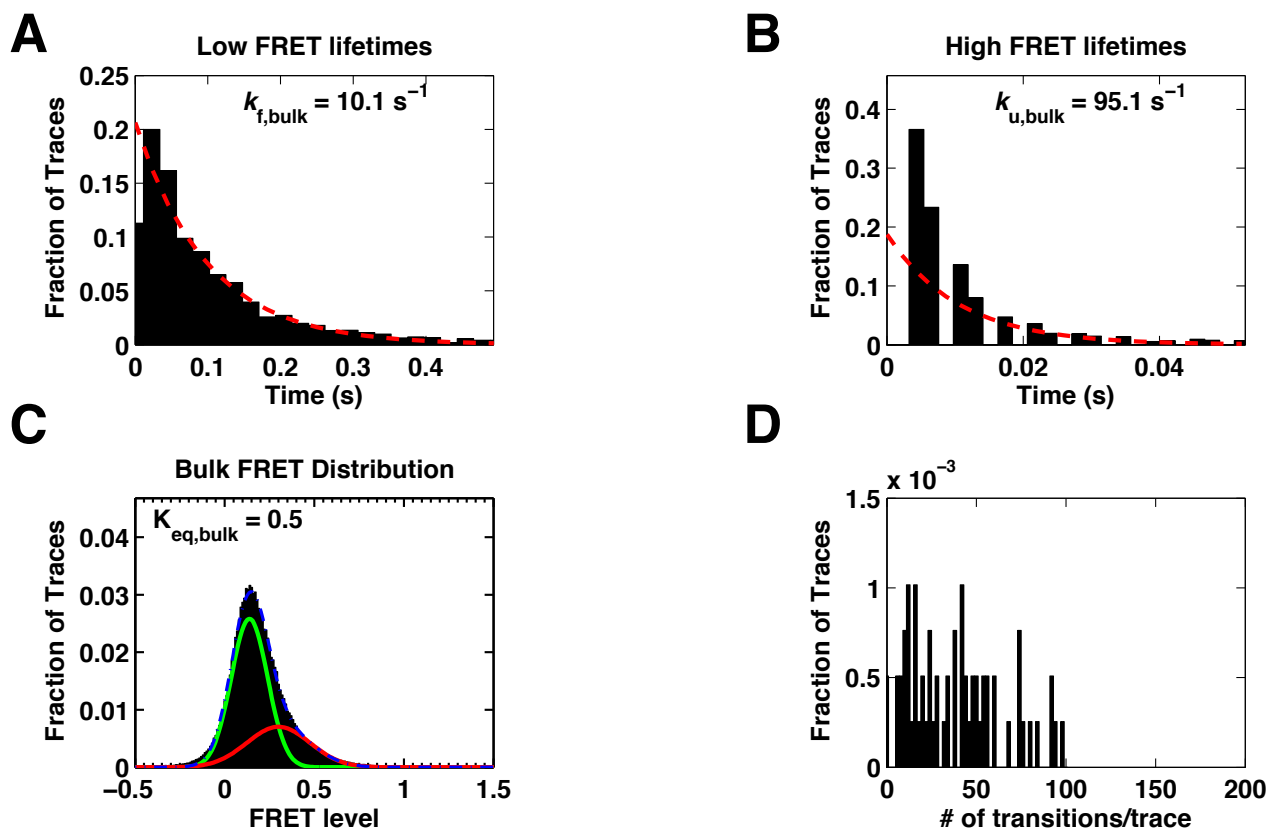 A
Low FRET lifetimes
k f,bulk = 10.1 s−1
0.25
0.2
0.15
0.1
0.05
0
Fraction of Traces
0 0.1 0.2 0.3 0.4
Time (s)
B
High FRET lifetimes
k u,bulk = 95.1 s−1
0.4
0.3
0.2
0.1
0
Fraction of Traces
0 0.02 0.04
Time (s)
C
Bulk FRET Distribution
K eq,bulk = 0.5
0.04
0.03
0.02
0.01
0
Fraction of Traces
−0.5 0 0.5 1 1.5
FRET level
D
x 10−3
1.5
1
0.5
0
Fraction of Traces
0 50 100 150 200
# of transitions/trace